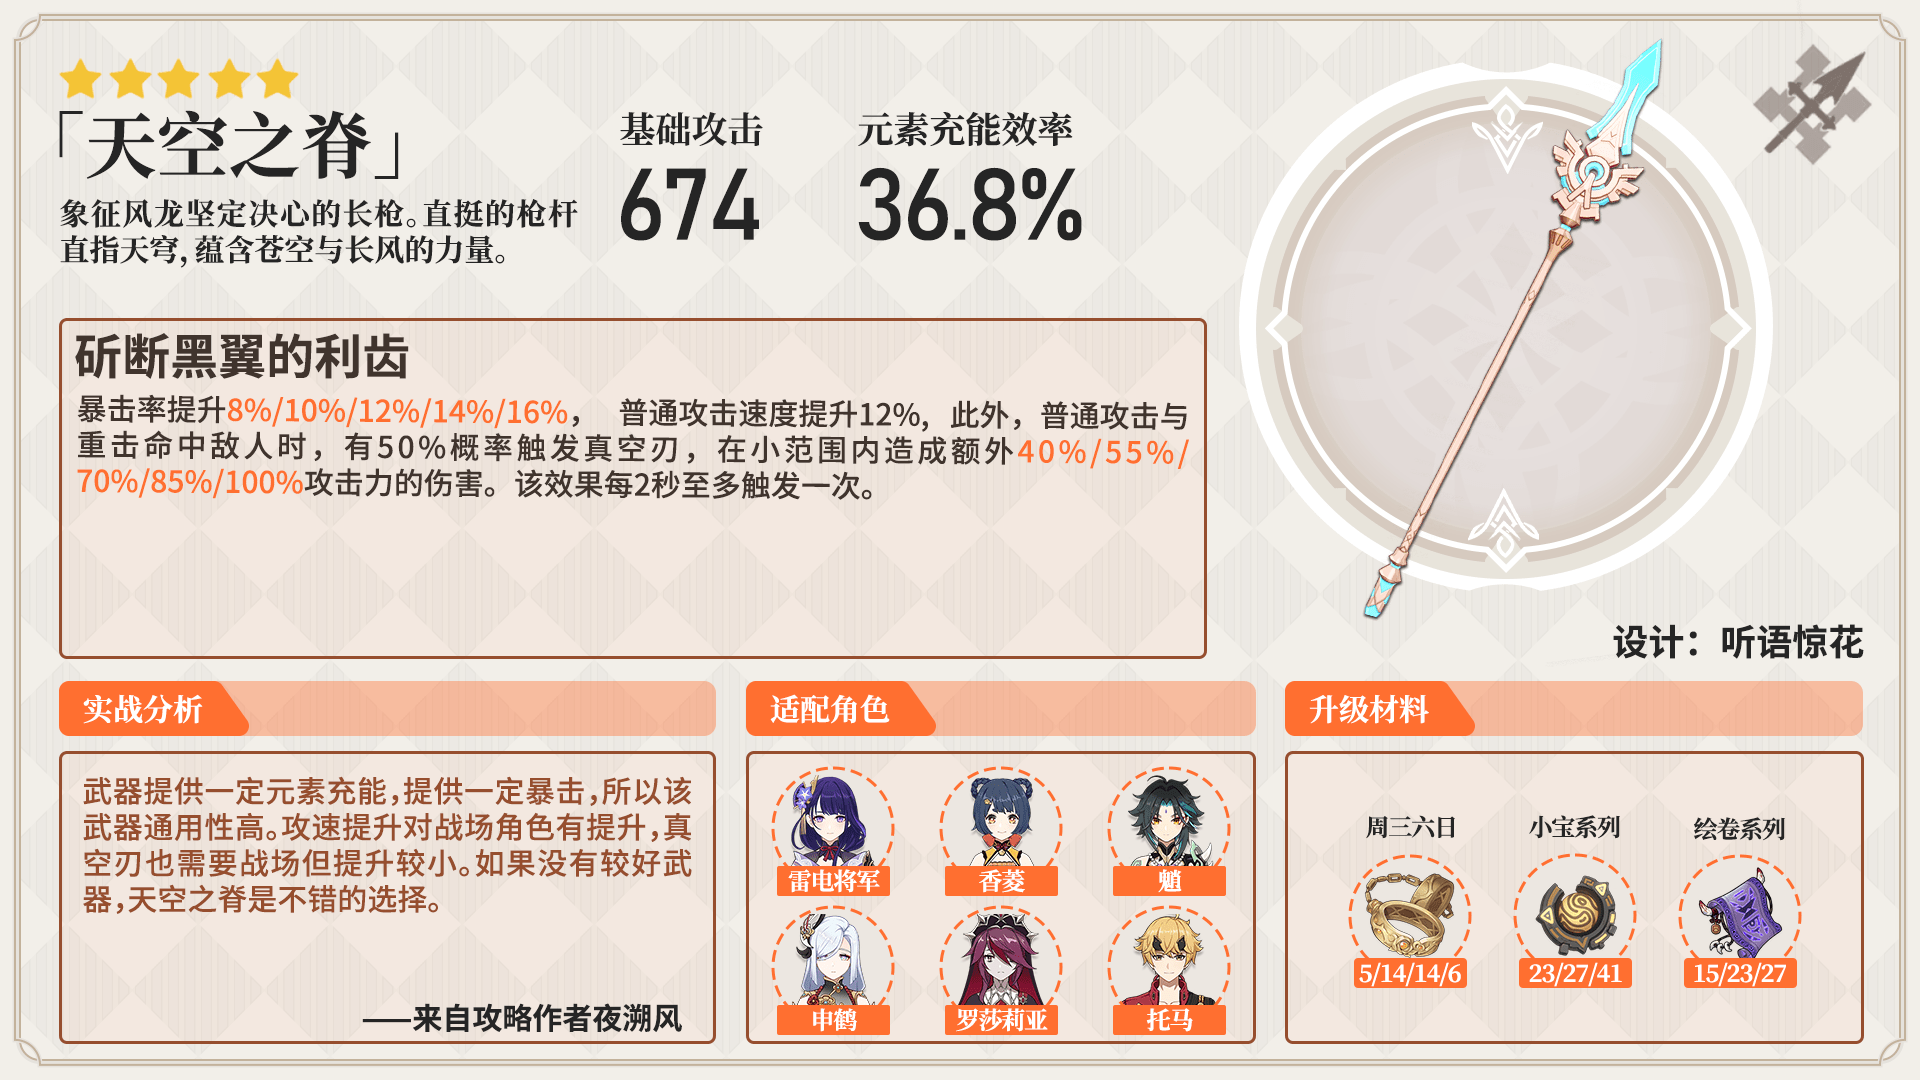 「天空之脊」
象征风龙坚定决心的长枪。直挺的枪杆
直指天穹，蕴含苍空与长风的力量。
基础攻击
674
元素充能效率
36.8%
斫断黑翼的利齿
暴击率提升8%/10%/12%/14%/16%， 普通攻击速度提升12%，此外，普通攻击与
重击命中敌人时，有50%概率触发真空刃，在小范围内造成额外40%/55%/
70%/85%/100%攻击力的伤害。该效果每2秒至多触发一次。
设计：听语惊花
实战分析
武器提供一定元素充能，提供一定暴击，所以该
武器通用性高。攻速提升对战场角色有提升，真
空刃也需要战场但提升较小。如果没有较好武
器，天空之脊是不错的选择。
——来自攻略作者夜溯风
适配角色
雷电将军
香菱
魈
申鹤
罗莎莉亚
托马
升级材料
周三六日
小宝系列
绘卷系列
5/14/14/6
23/27/41
15/23/27